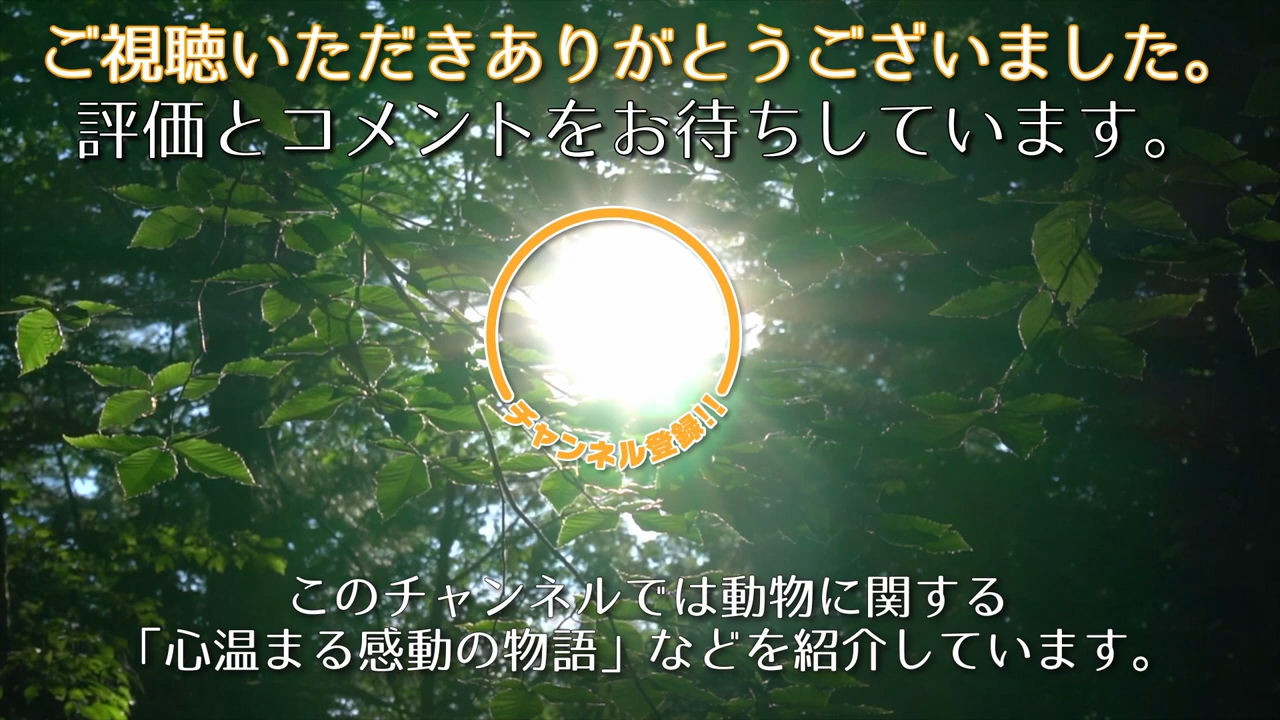 ご視聴いただきありがとうございました。
評価とコメントをお待ちしています。
チャンネル登録!!
このチャンネルでは動物に関する
「心温まる感動の物語」などを紹介しています。